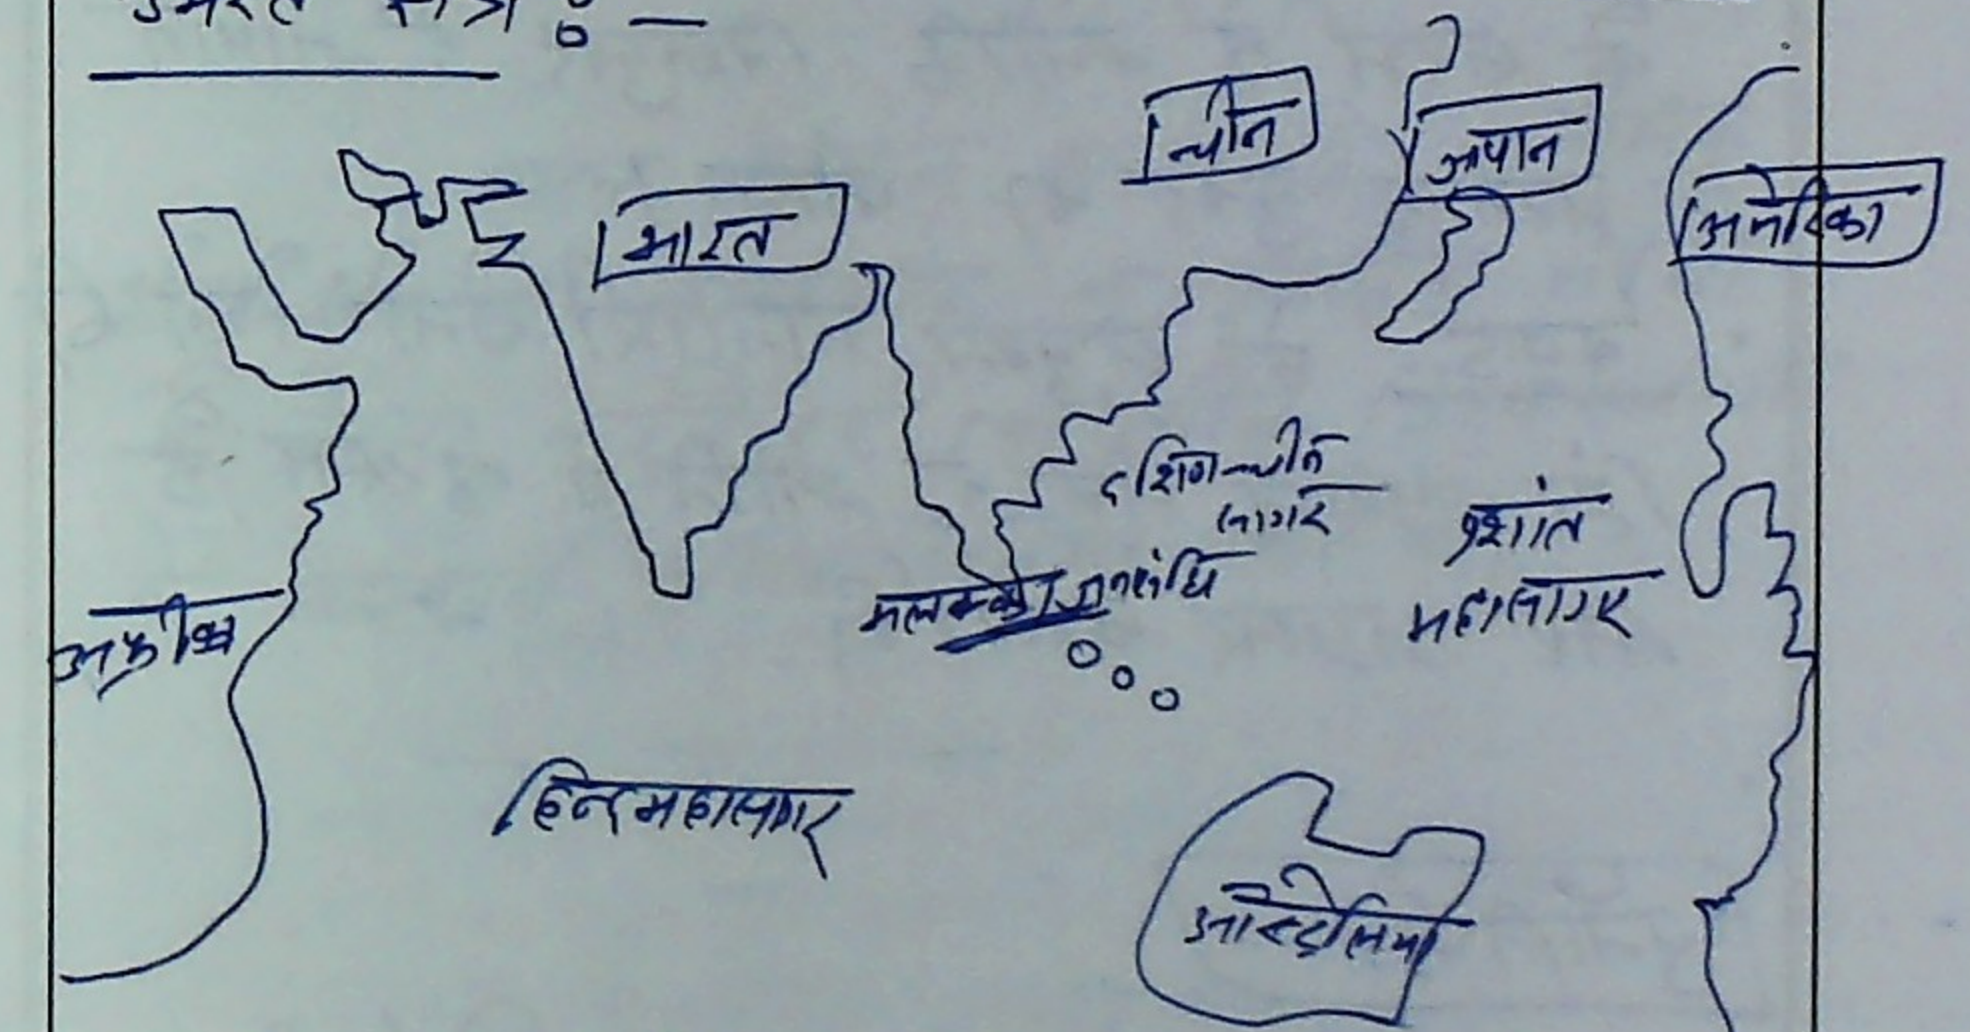 चीन
जापान
भारत
अमेरिका
दक्षिण चीन
सागर
प्रशांत
महासागर
मलक्का जलसंधि
अफ्रीका
हिन्द महासागर
ऑस्ट्रेलिया